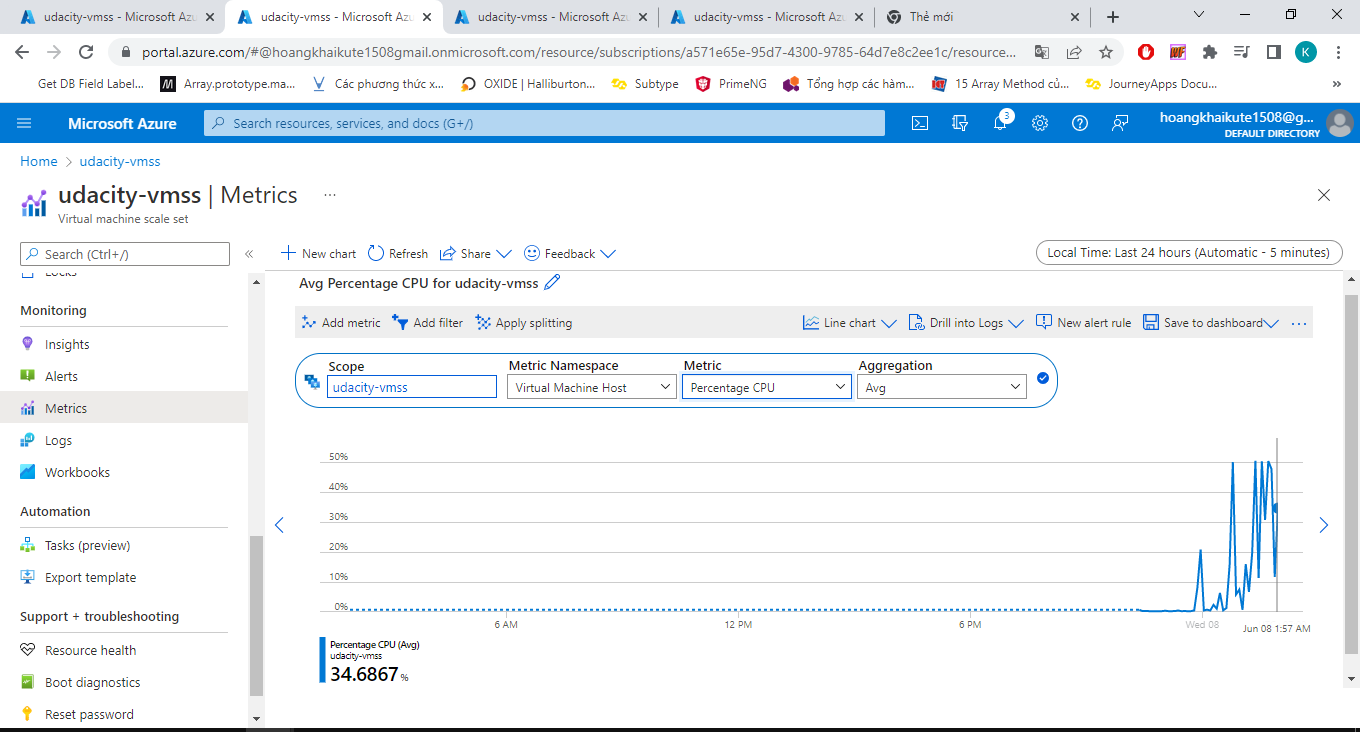 udacity-vmss - Microsoft Azu
udacity-vmss - Microsoft Azu
udacity-vmss - Microsoft Azu
udacity-vmss - Microsoft Azu
Thẻ mới
portal.azure.com/#@hoangkhaikute1508gmail.onmicrosoft.com/resource/subscriptions/a571e65e-95d7-4300-9785-64d7e8c2ee1c/resource...
K
Get DB Field Label...
Array.prototype.ma...
Các phương thức x...
OXIDE | Halliburton...
Subtype
PrimeNG
Tổng hợp các hàm...
15 Array Method củ...
JourneyApps Docu...
»
Microsoft Azure
Search resources, services, and docs (G+/)
3
hoangkhaikute1508@g...
DEFAULT DIRECTORY
Home > udacity-vmss
udacity-vmss | Metrics ...
Virtual machine scale set
Search (Ctrl+/)
«
New chart
Refresh
Share
Feedback
Local Time: Last 24 hours (Automatic - 5 minutes)
Locks
Monitoring
Insights
Alerts
Metrics
Logs
Workbooks
Automation
Tasks (preview)
Export template
Support + troubleshooting
Resource health
Boot diagnostics
Reset password
Avg Percentage CPU for udacity-vmss
Add metric
Add filter
Apply splitting
Line chart
Drill into Logs
New alert rule
Save to dashboard
...
Scope
udacity-vmss
Metric Namespace
Virtual Machine Host
Metric
Percentage CPU
Aggregation
Avg
50%
40%
30%
20%
10%
0%
6 AM
12 PM
6 PM
Wed 08
Jun 08 1:57 AM
Percentage CPU (Avg)
udacity-vmss
34.6867 %